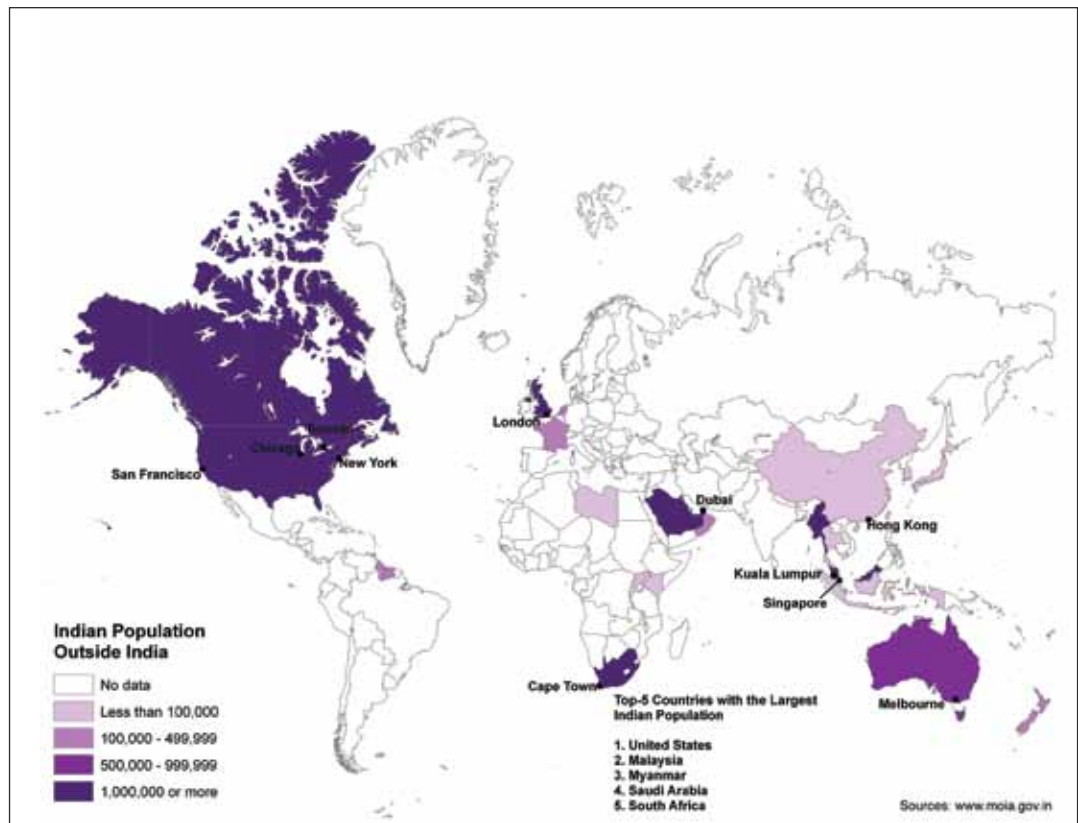 London
Chicago
New York
San Francisco
Dubai
Hong Kong
Kuala Lumpur
Singapore
Cape Town
Melbourne
Indian Population
Outside India
No data
Less than 100,000
100,000 - 499,999
500,000 - 999,999
1,000,000 or more
Top-5 Countries with the Largest
Indian Population
1. United States
2. Malaysia
3. Myanmar
4. Saudi Arabia
5. South Africa
Sources: www.moia.gov.in